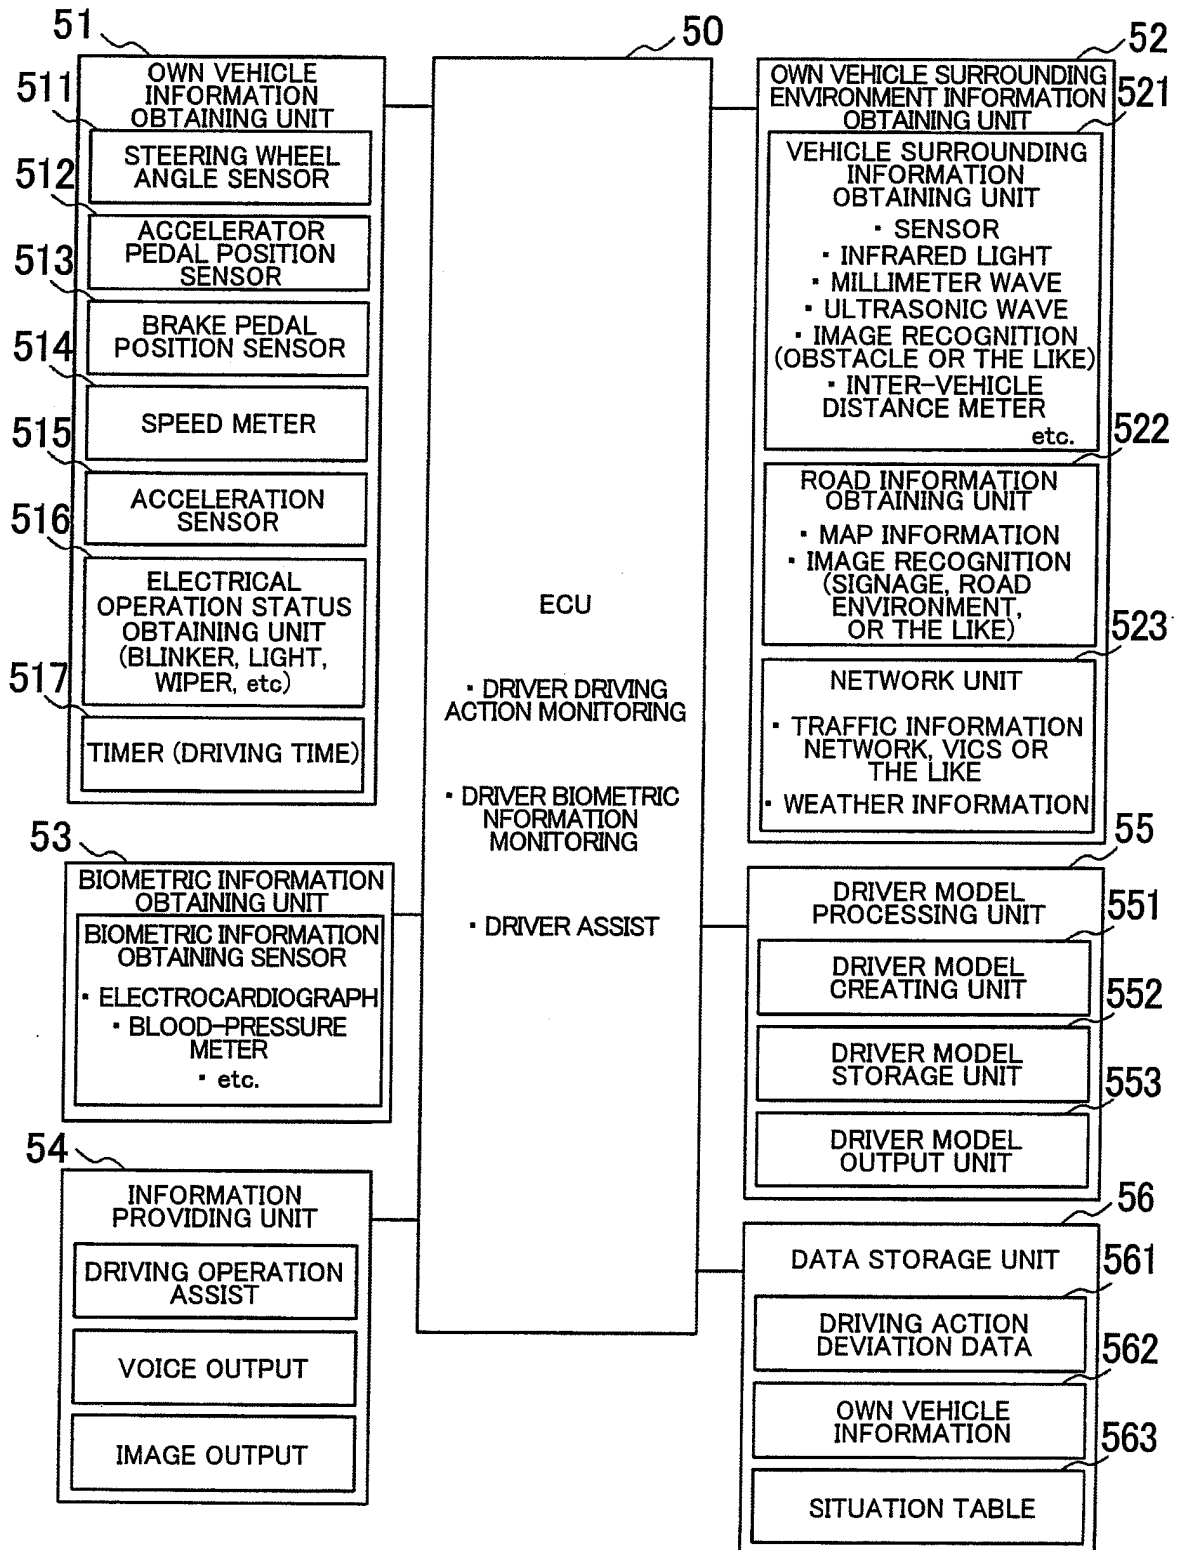 51
OWN VEHICLE
INFORMATION
OBTAINING UNIT
511
STEERING WHEEL
ANGLE SENSOR
512
ACCELERATOR
PEDAL POSITION
SENSOR
513
BRAKE PEDAL
POSITION SENSOR
514
SPEED METER
515
ACCELERATION
SENSOR
516
ELECTRICAL
OPERATION STATUS
OBTAINING UNIT
(BLINKER, LIGHT,
WIPER, etc)
517
TIMER (DRIVING TIME)
53
BIOMETRIC INFORMATION
OBTAINING UNIT
BIOMETRIC INFORMATION
OBTAINING SENSOR
▪ ELECTROCARDIOGRAPH
▪ BLOOD-PRESSURE
METER
▪ etc.
54
INFORMATION
PROVIDING UNIT
DRIVING OPERATION
ASSIST
VOICE OUTPUT
IMAGE OUTPUT
50
ECU
▪ DRIVER DRIVING
ACTION MONITORING
▪ DRIVER BIOMETRIC
NFORMATION
MONITORING
▪ DRIVER ASSIST
52
OWN VEHICLE SURROUNDING
ENVIRONMENT INFORMATION
OBTAINING UNIT
521
VEHICLE SURROUNDING
INFORMATION
OBTAINING UNIT
▪ SENSOR
▪ INFRARED LIGHT
▪ MILLIMETER WAVE
▪ ULTRASONIC WAVE
▪ IMAGE RECOGNITION
(OBSTACLE OR THE LIKE)
▪ INTER-VEHICLE
DISTANCE METER
etc.
522
ROAD INFORMATION
OBTAINING UNIT
▪ MAP INFORMATION
▪ IMAGE RECOGNITION
(SIGNAGE, ROAD
ENVIRONMENT,
OR THE LIKE)
523
NETWORK UNIT
▪ TRAFFIC INFORMATION
NETWORK, VICS OR
THE LIKE
▪ WEATHER INFORMATION
55
DRIVER MODEL
PROCESSING UNIT
551
DRIVER MODEL
CREATING UNIT
552
DRIVER MODEL
STORAGE UNIT
553
DRIVER MODEL
OUTPUT UNIT
56
DATA STORAGE UNIT
561
DRIVING ACTION
DEVIATION DATA
562
OWN VEHICLE
INFORMATION
563
SITUATION TABLE